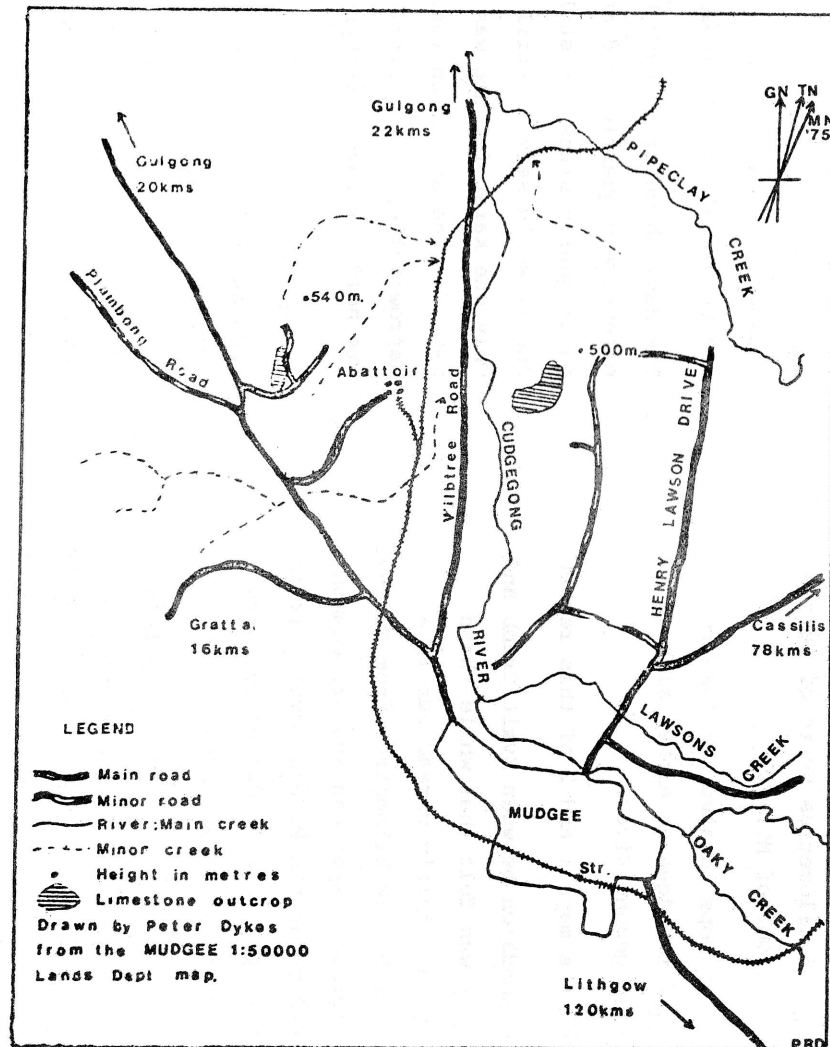 GN TN
MN
'75
Gulgong
22kms
Gulgong
20kms
PIPECLAY
CREEK
540m.
Plambong
Road
Abattoir
500m.
Wilbtree Road
CUDGEGONG
RIVER
HENRY LAWSON DRIVE
Gratta.
16kms
Cassilis
78kms
LAWSONS
CREEK
MUDGEE
Str.
OAKY
CREEK
Lithgow
120kms
LEGEND
Main road
Minor road
River;Main creek
Minor creek
Height in metres
Limestone outcrop
Drawn by Peter Dykes
from the MUDGEE 1:50000
Lands Dept map.
PRD